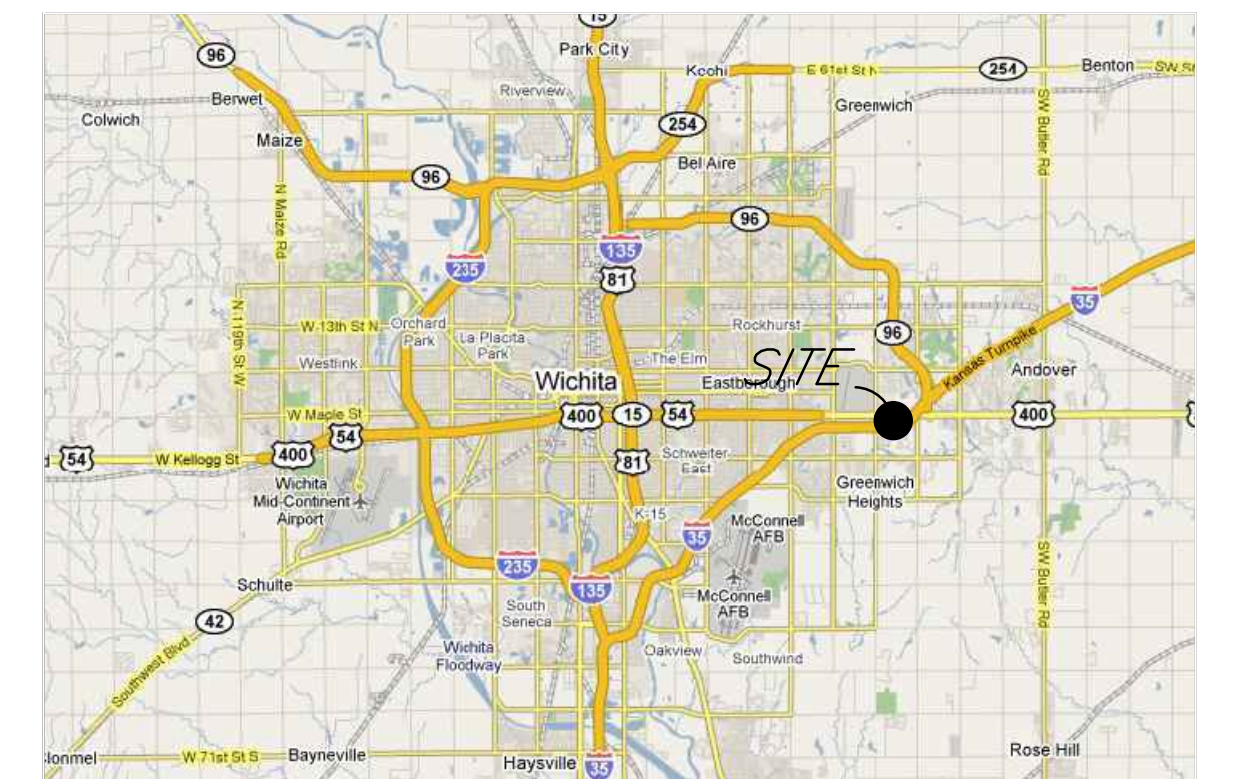 15
Park City
96
Kechi
E 61st St N
254
Benton
Riverview
Berwet
Greenwich
Colwich
SW Butler Rd
254
Maize
Bel Aire
96
N Maize Rd
96
135
235
81
35
N 119th St W
W 13th St N
Orchard
Park
La Placita
Park
Rockhurst
96
Kansas Turnpike
Westlink
The Elm
SITE
Andover
Wichita
Eastborough
W Maple St
400
15
54
400
54
54
W Kellogg St
400
81
Schweiter
East
Wichita
Mid-Continent
Airport
Greenwich
Heights
K-15
McConnell
AFB
35
235
Schulte
135
McConnell
AFB
SW Butler Rd
South
Seneca
42
Wichita
Floodway
Oakview
Southwind
Southwest Blvd
Rose Hill
W 71st St S
Bayneville
Haysville
35